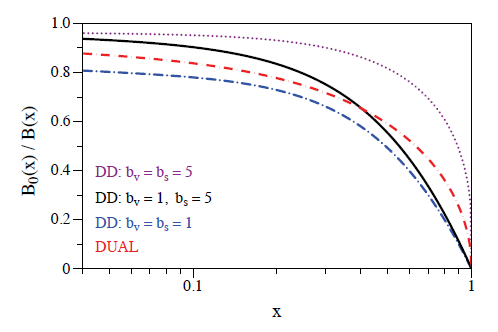 1.0
0.8
0.6
0.4
0.2
0
B₀(x) / B(x)
DD: bᵥ = bₛ = 5
DD: bᵥ = 1, bₛ = 5
DD: bᵥ = bₛ = 1
DUAL
0.1
1
x